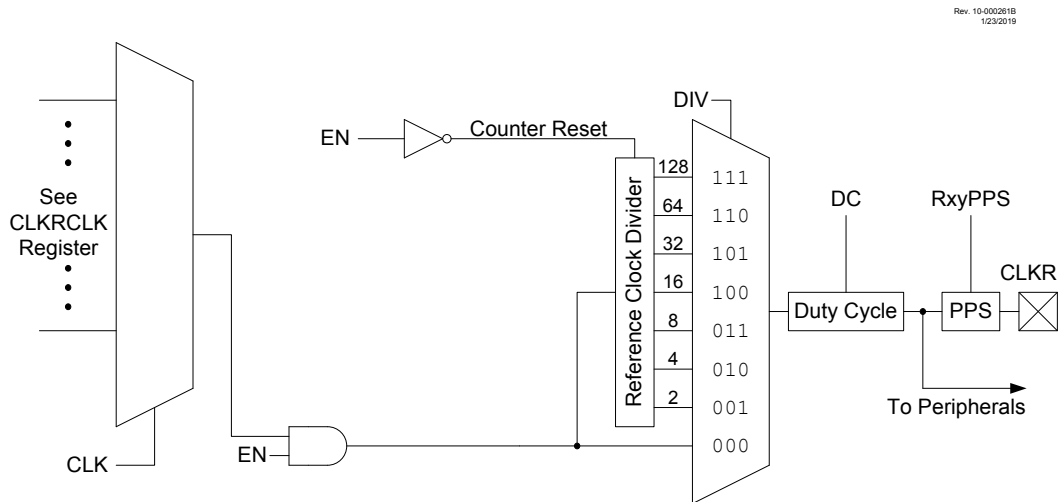 Rev. 10-000261B
1/23/2019
DIV
EN
Counter Reset
See
CLKRCLK
Register
Reference Clock Divider
128
64
32
16
8
4
2
111
110
101
100
011
010
001
000
DC
RxyPPS
CLKR
Duty Cycle
PPS
To Peripherals
EN
CLK